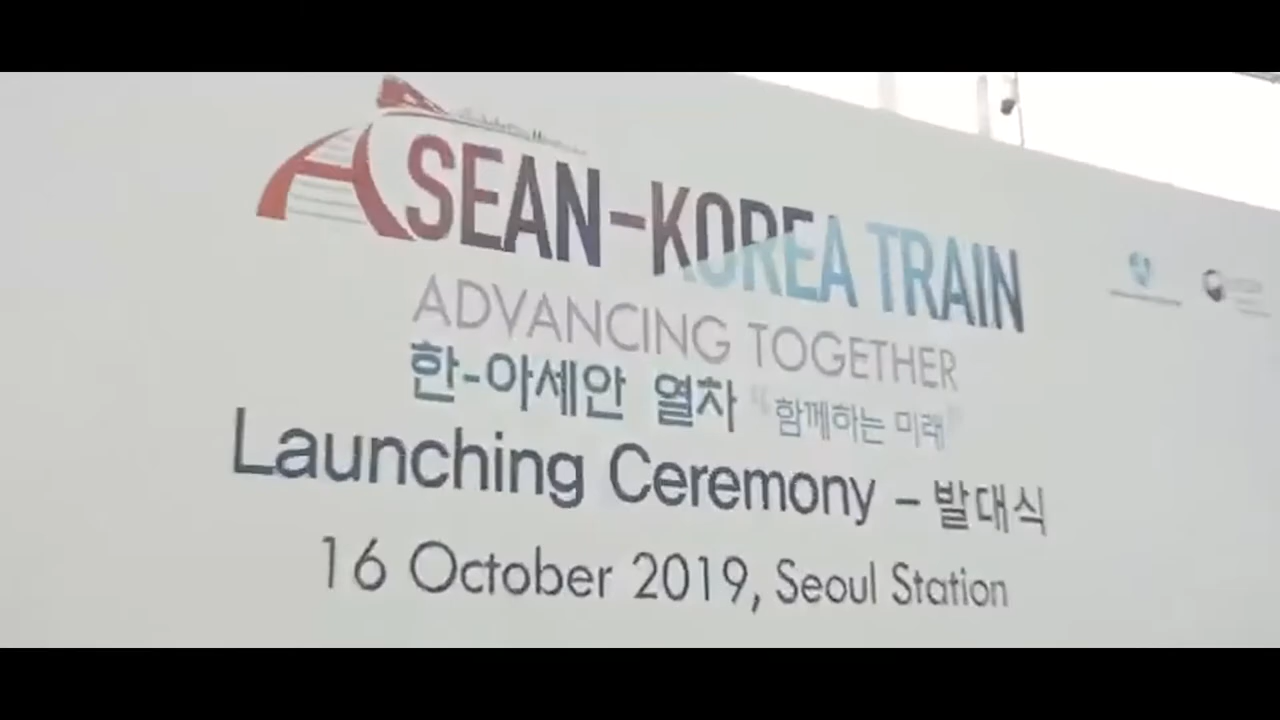 ASEAN-KOREA TRAIN
ADVANCING TOGETHER
한-아세안 열차 "함께하는 미래"
Launching Ceremony - 발대식
16 October 2019, Seoul Station